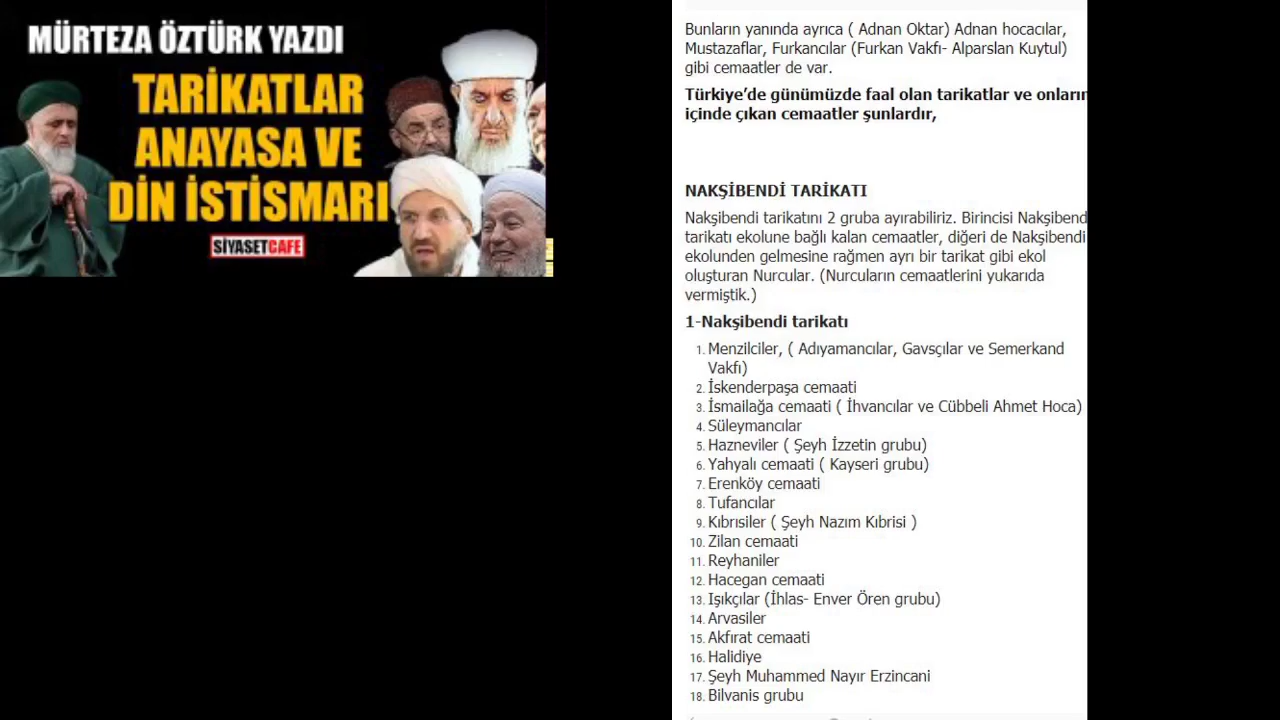 MÜRTEZA ÖZTÜRK YAZDI
TARİKATLAR
ANAYASA VE
DİN İSTİSMARI
SİYASETCAFE
Bunların yanında ayrıca ( Adnan Oktar) Adnan hocacılar,
Mustazaflar, Furkancılar (Furkan Vakfı- Alparslan Kuytul)
gibi cemaatler de var.
Türkiye’de günümüzde faal olan tarikatlar ve onların
içinde çıkan cemaatler şunlardır,
NAKŞİBENDİ TARİKATI
Nakşibendi tarikatını 2 gruba ayırabiliriz. Birincisi Nakşibend
tarikatı ekolune bağlı kalan cemaatler, diğeri de Nakşibendi
ekolunden gelmesine rağmen ayrı bir tarikat gibi ekol
oluşturan Nurcular. (Nurcuların cemaatlerini yukarıda
vermiştik.)
1-Nakşibendi tarikatı
1. Menzilciler, ( Adıyamancılar, Gavsçılar ve Semerkand
Vakfı)
2. İskenderpaşa cemaati
3. İsmailağa cemaati ( İhvancılar ve Cübbeli Ahmet Hoca)
4. Süleymancılar
5. Hazneviler ( Şeyh İzzetin grubu)
6. Yahyalı cemaati ( Kayseri grubu)
7. Erenköy cemaati
8. Tufancılar
9. Kıbrısiler ( Şeyh Nazım Kıbrisi )
10. Zilan cemaati
11. Reyhaniler
12. Hacegan cemaati
13. Işıkçılar (İhlas- Enver Ören grubu)
14. Arvasiler
15. Akfırat cemaati
16. Halidiye
17. Şeyh Muhammed Nayır Erzincani
18. Bilvanis grubu